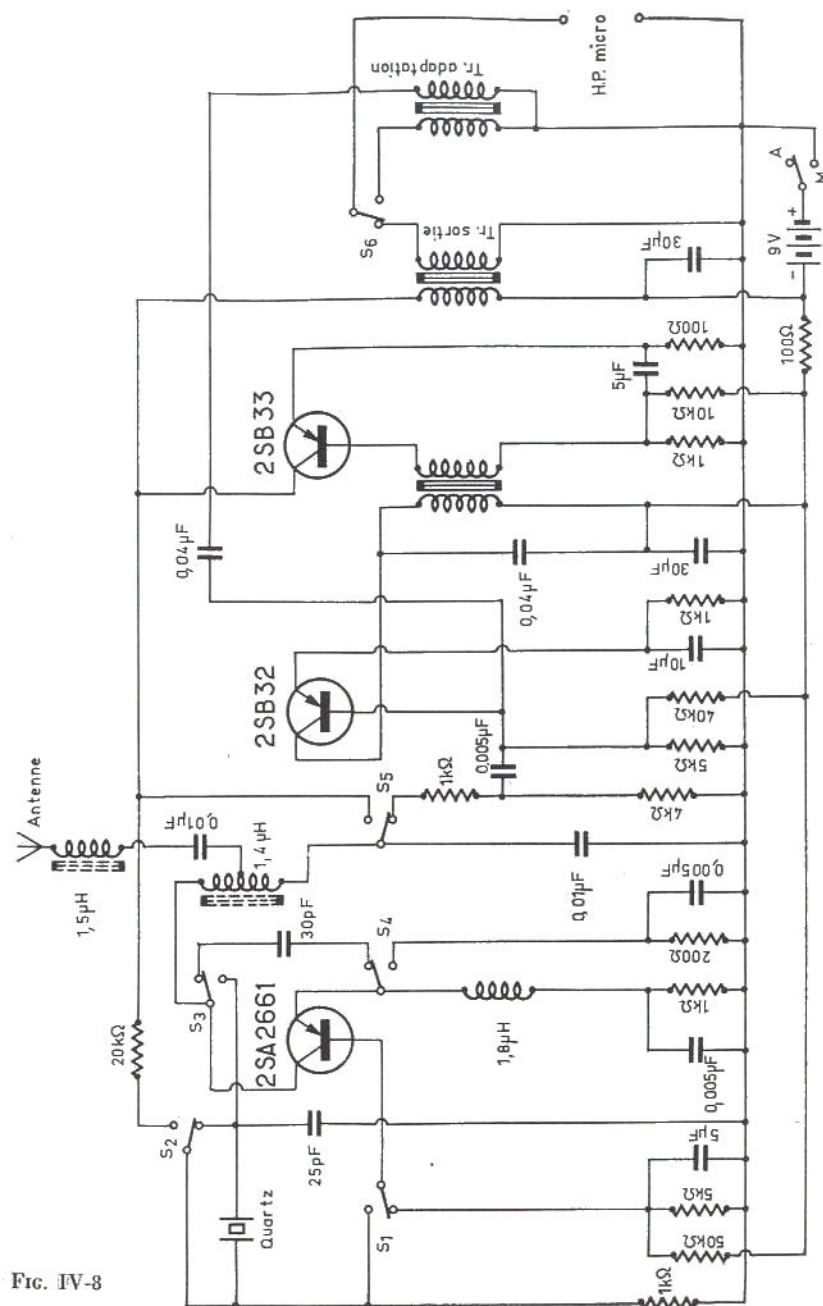 Antenne
1,5µH
0,01µF
1,4µH
20kΩ
S2
Quartz
25pF
S3
30pF
2SA2661
S4
S5
S1
1,8µH
1kΩ
0,005µF
2SB32
0,04µF
0,04µF
2SB33
S6
Tr. sortie
Tr. adaptation
H.P. micro
1kΩ
50kΩ
5kΩ
5µF
0,005µF
1kΩ
200Ω
0,005µF
0,01µF
4kΩ
5kΩ
40kΩ
10µF
1kΩ
30µF
1kΩ
10kΩ
5µF
100Ω
30µF
100Ω
9V
−
+
A
M
FIG. IV-8